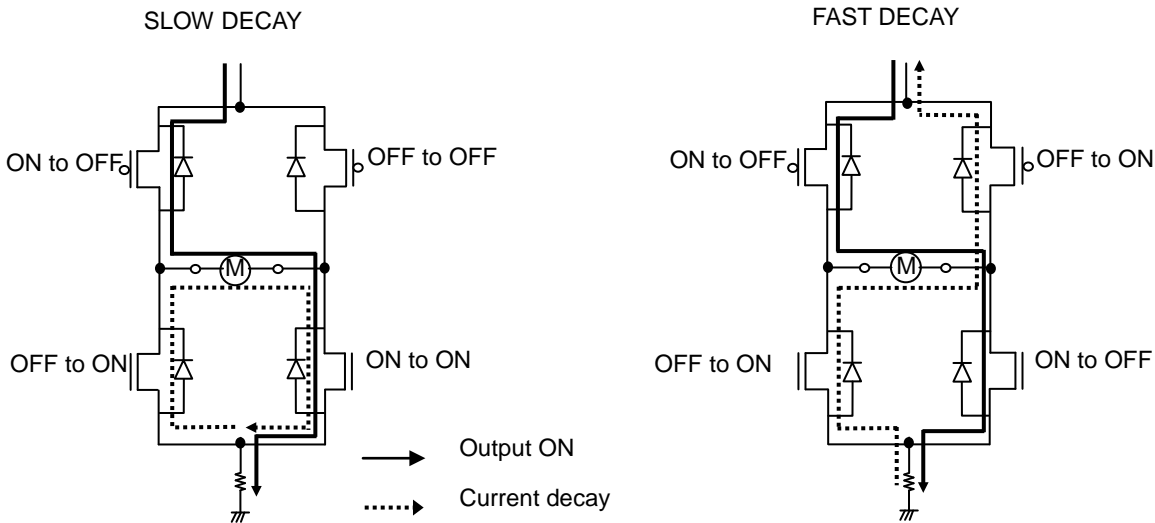 SLOW DECAY
FAST DECAY
ON to OFF
OFF to OFF
ON to OFF
OFF to ON
M
M
OFF to ON
ON to ON
OFF to ON
ON to OFF
Output ON
Current decay